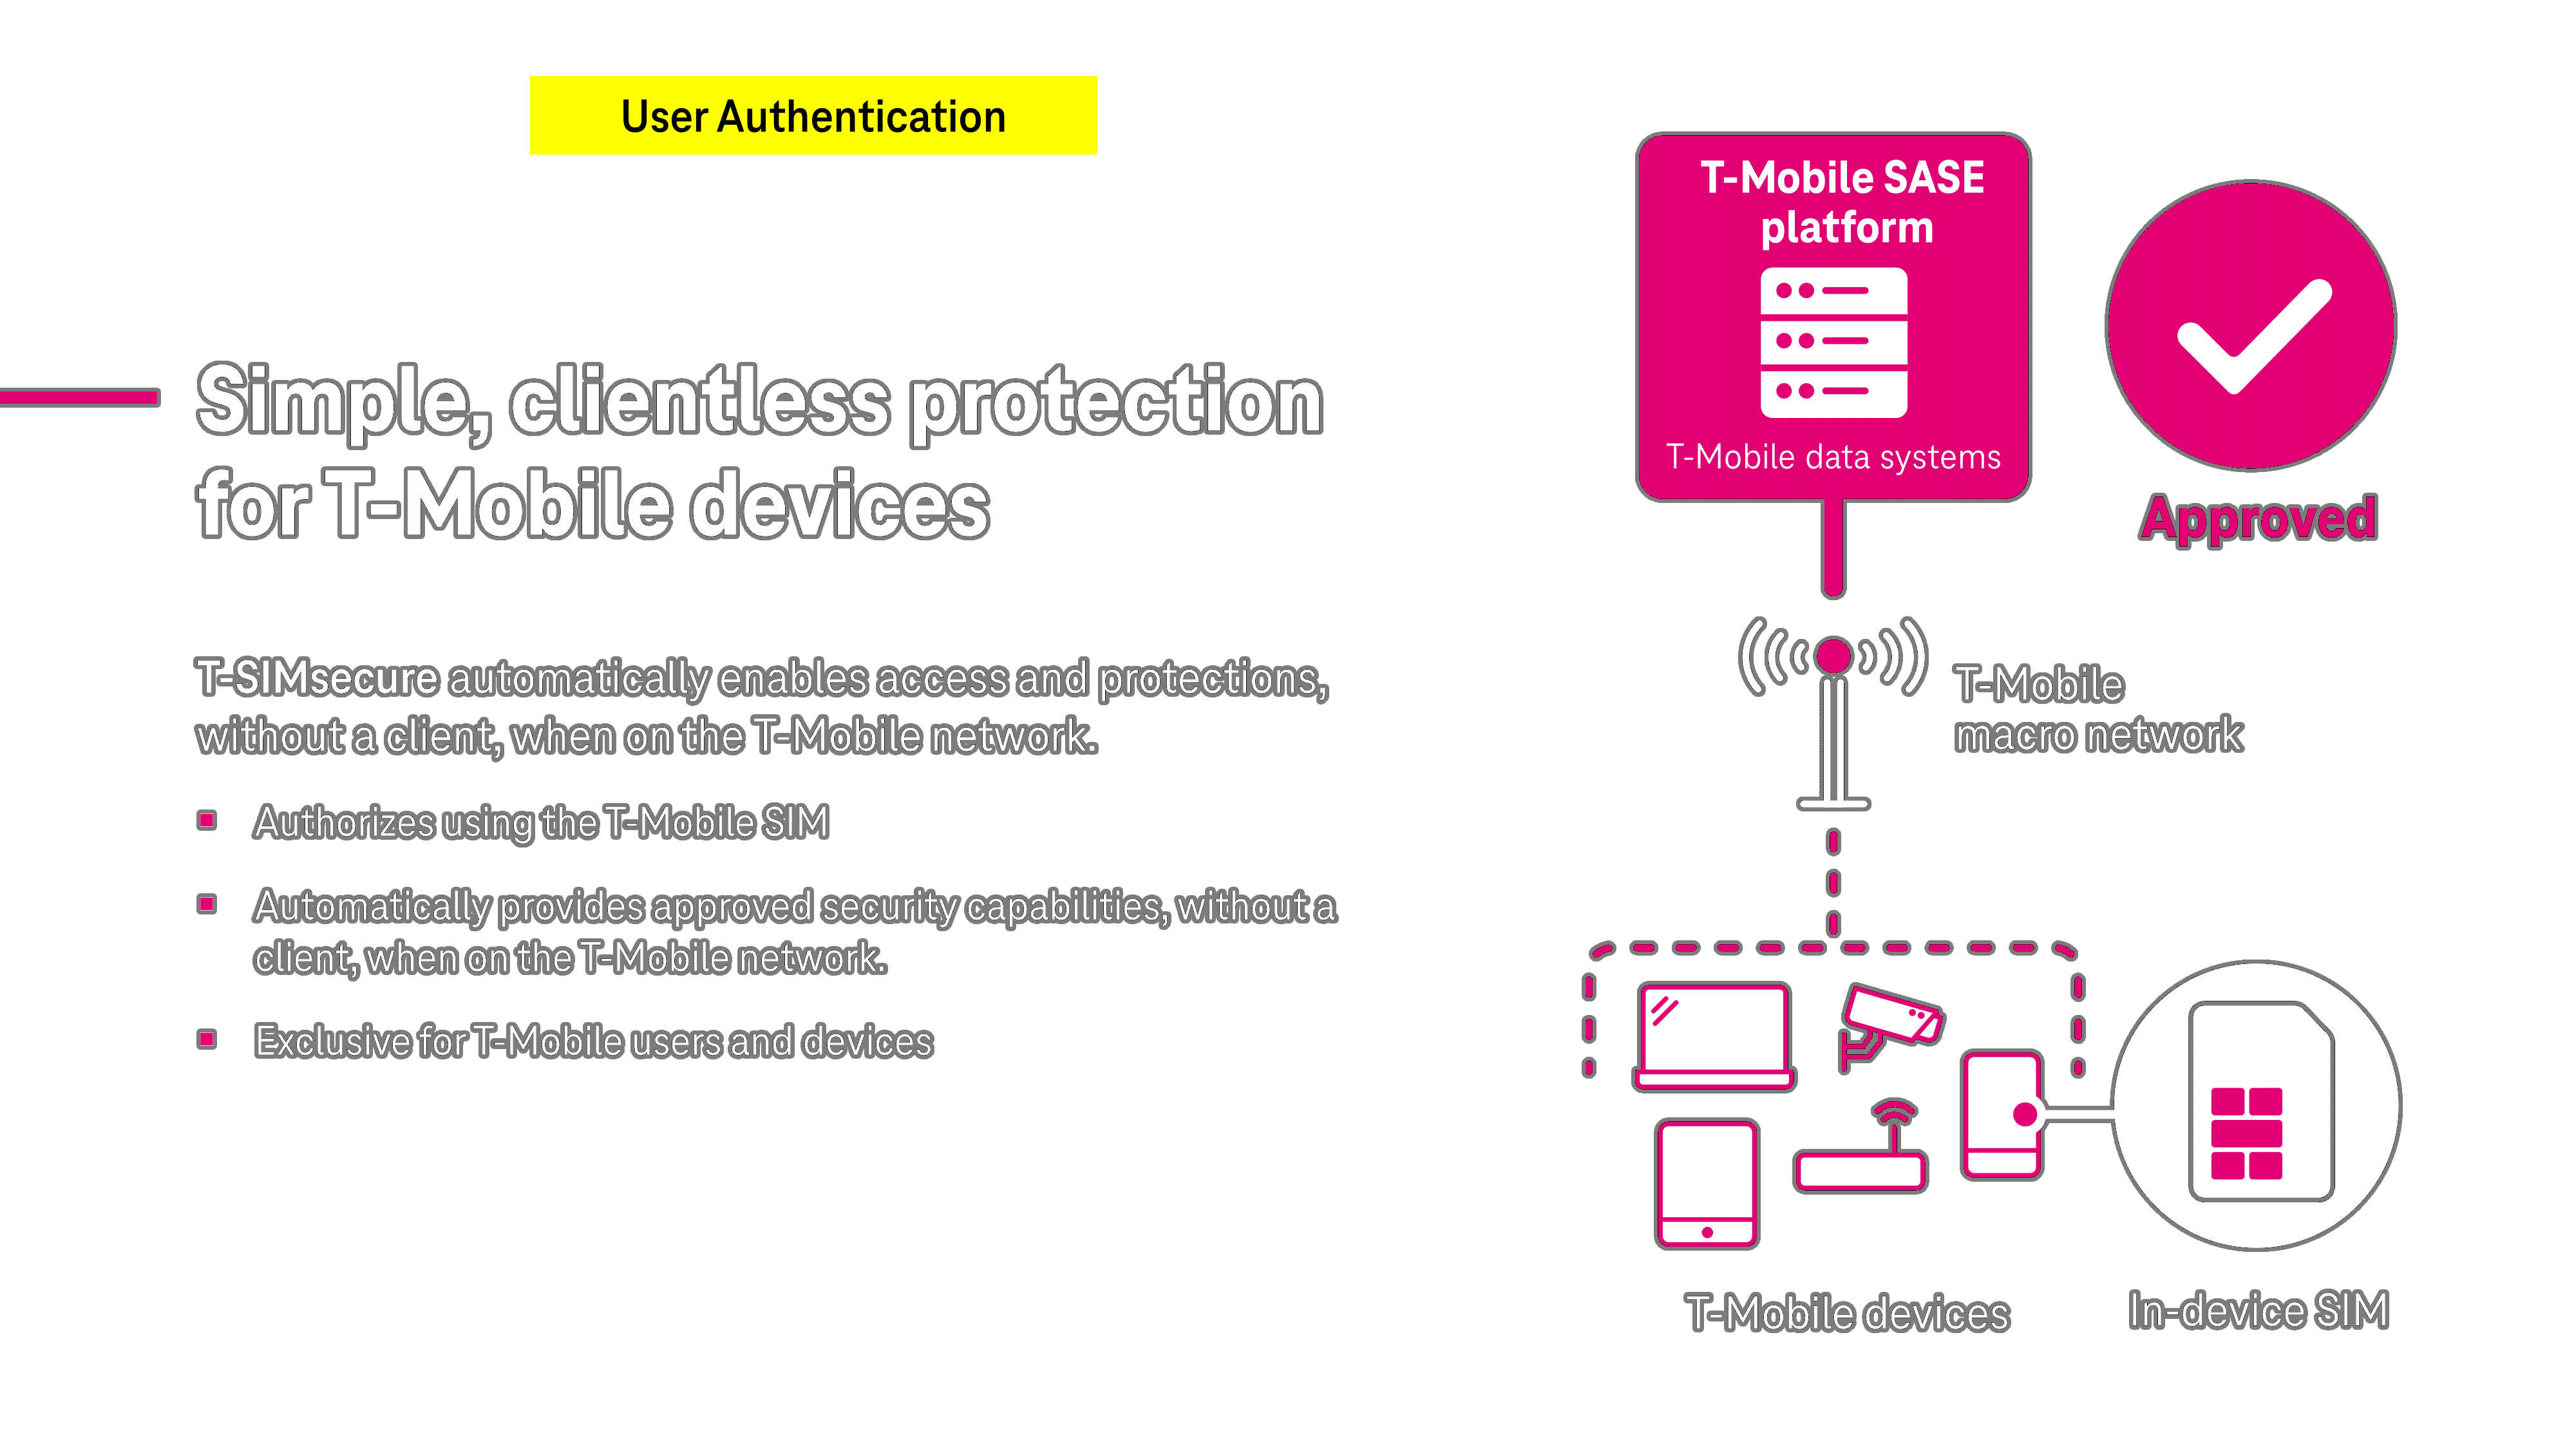 User Authentication
Simple, clientless protection
for T-Mobile devices
T-SIMsecure automatically enables access and protections,
without a client, when on the T-Mobile network.
Authorizes using the T-Mobile SIM
Automatically provides approved security capabilities, without a
client, when on the T-Mobile network.
Exclusive for T-Mobile users and devices
T-Mobile SASE
platform
T-Mobile data systems
Approved
T-Mobile
macro network
T-Mobile devices
In-device SIM